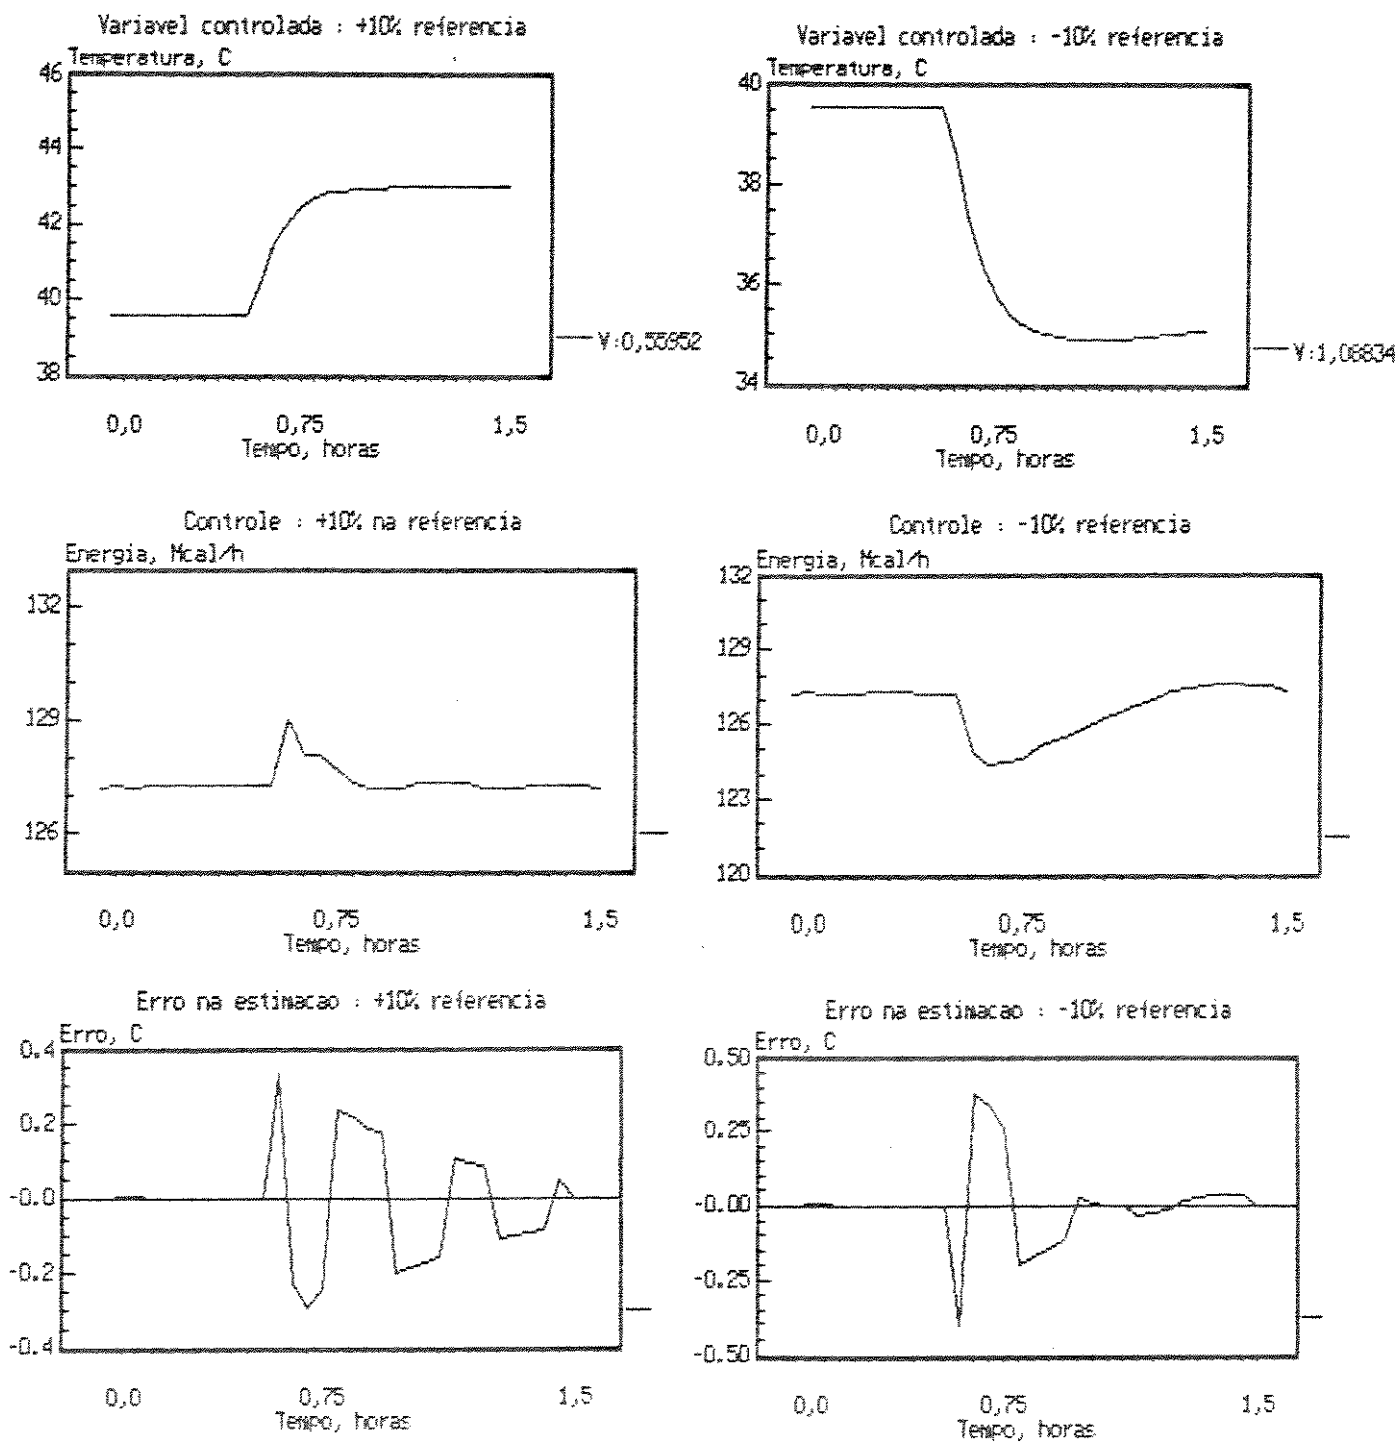 Variavel controlada : +10% referencia
Temperatura, C
46
44
42
40
38
V:0,55952
0,0 0,75 1,5
Tempo, horas
Variavel controlada : -10% referencia
Temperatura, C
40
38
36
34
V:1,08834
0,0 0,75 1,5
Tempo, horas
Controle : +10% na referencia
Energia, Mcal/h
132
129
126
0,0 0,75 1,5
Tempo, horas
Controle : -10% referencia
Energia, Mcal/h
132
129
126
123
120
0,0 0,75 1,5
Tempo, horas
Erro na estimacao : +10% referencia
Erro, C
0.4
0.2
-0.0
-0.2
-0.4
0,0 0,75 1,5
Tempo, horas
Erro na estimacao : -10% referencia
Erro, C
0.50
0.25
-0.00
-0.25
-0.50
0,0 0,75 1,5
Tempo, horas